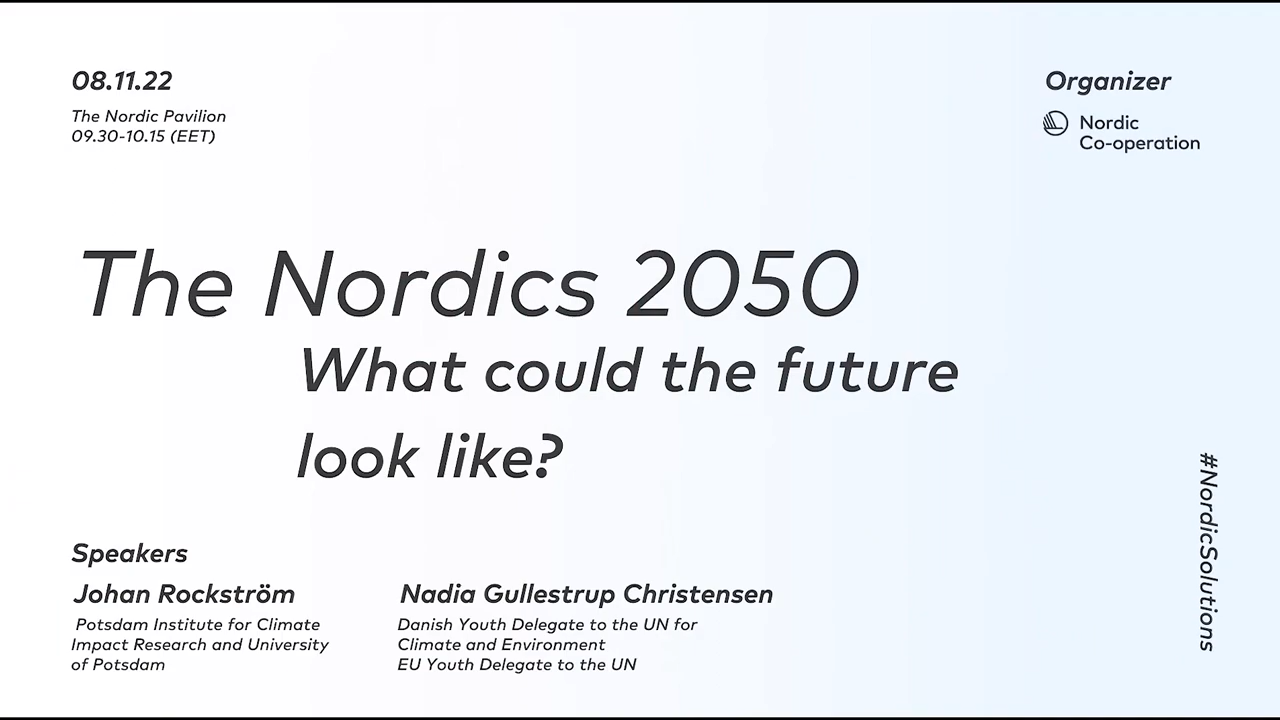 08.11.22
The Nordic Pavilion
09.30-10.15 (EET)
Organizer
Nordic
Co-operation
The Nordics 2050
What could the future
look like?
#NordicSolutions
Speakers
Johan Rockström
Potsdam Institute for Climate
Impact Research and University
of Potsdam
Nadia Gullestrup Christensen
Danish Youth Delegate to the UN for
Climate and Environment
EU Youth Delegate to the UN